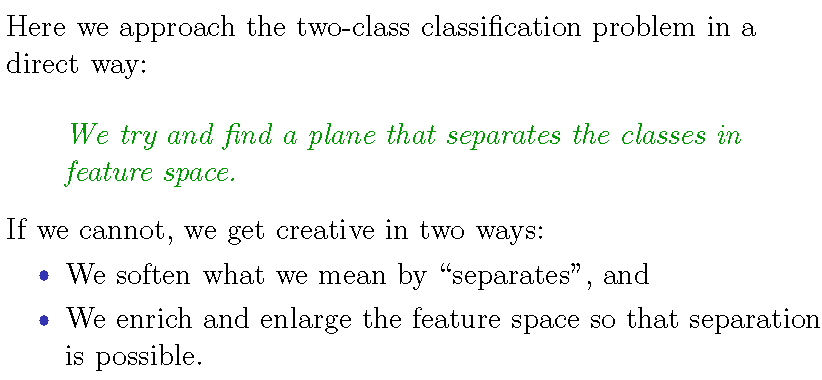 Here we approach the two-class classification problem in a
direct way:
We try and find a plane that separates the classes in
feature space.
If we cannot, we get creative in two ways:
• We soften what we mean by “separates”, and
• We enrich and enlarge the feature space so that separation
is possible.